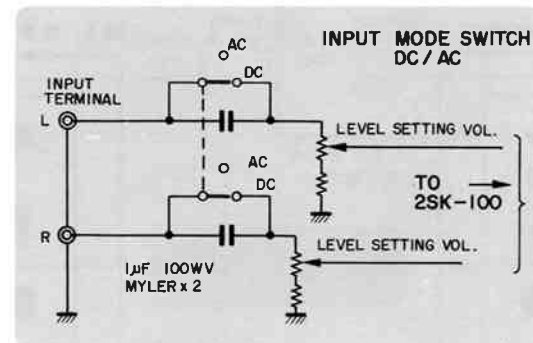 INPUT MODE SWITCH
DC / AC
AC
DC
INPUT
TERMINAL
L
LEVEL SETTING VOL.
AC
DC
TO
2SK-100
R
LEVEL SETTING VOL.
1μF 100WV
MYLER x 2